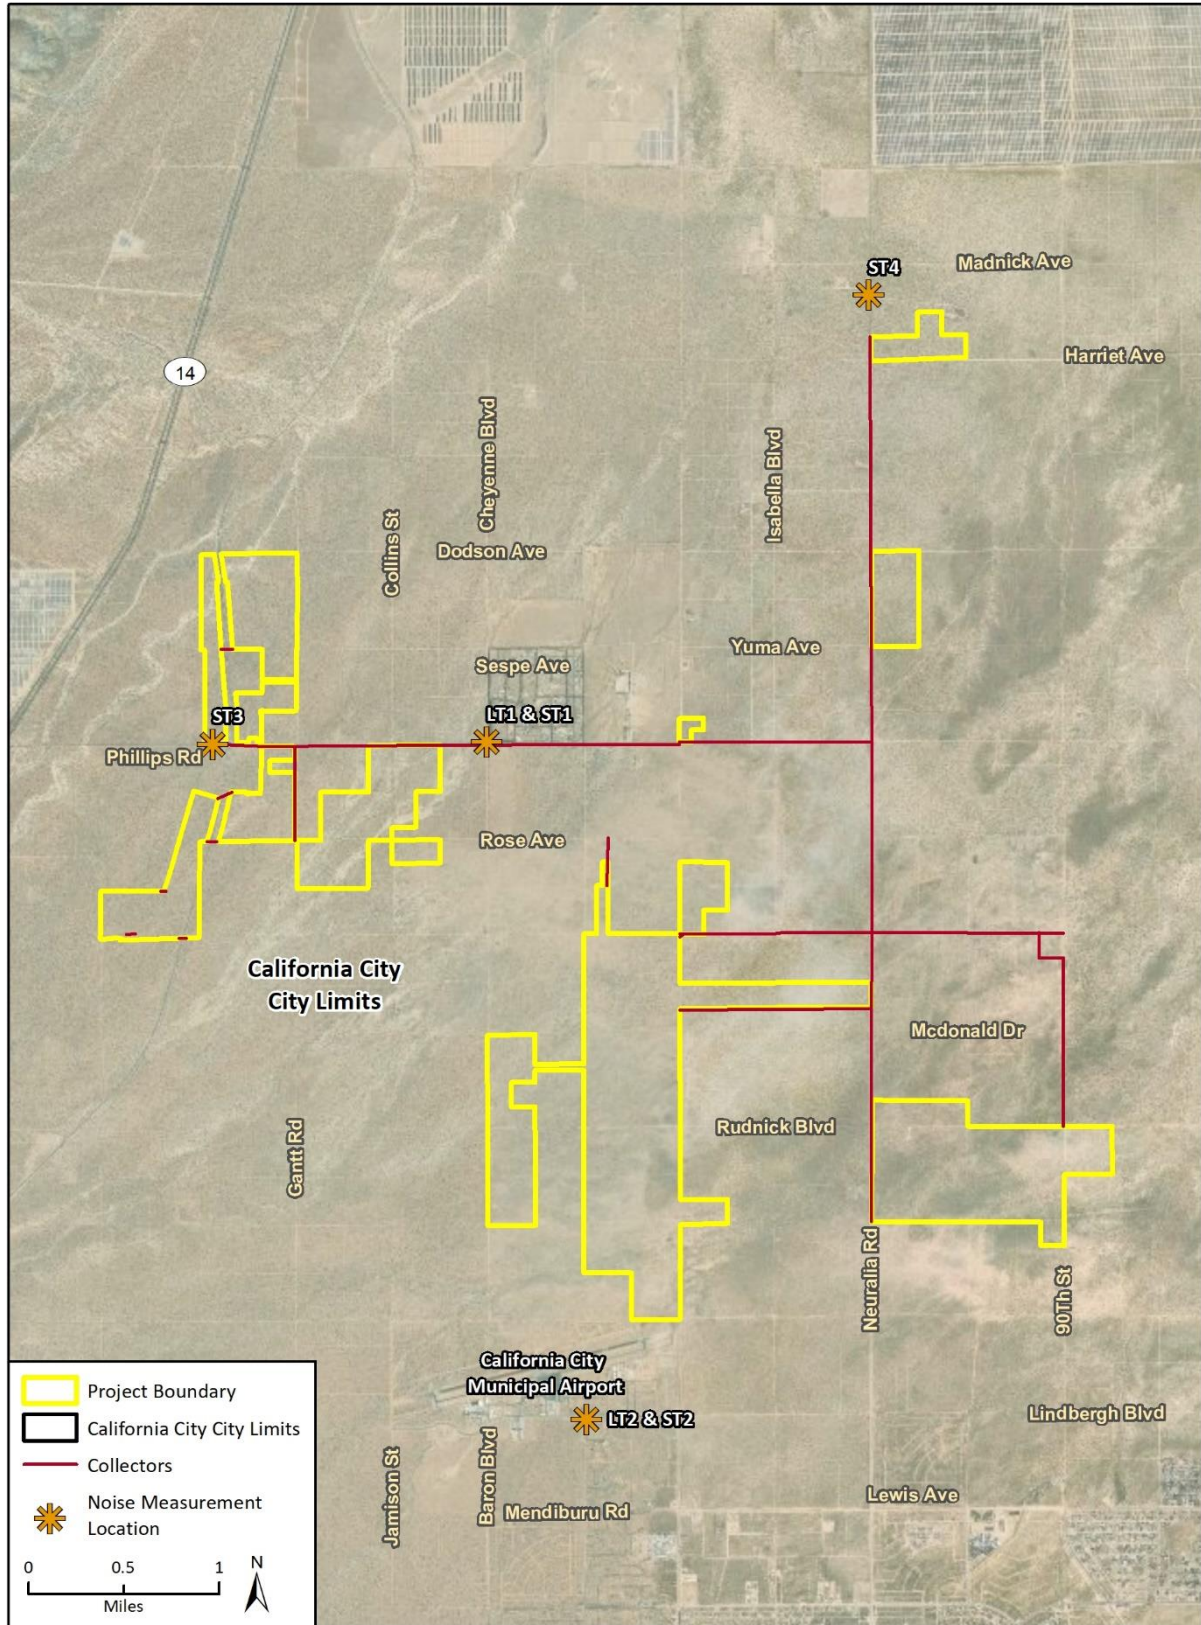 ST4
Madnick Ave
Harriet Ave
14
Cheyenne Blvd
Isabella Blvd
Collins St
Dodson Ave
Yuma Ave
Sespe Ave
ST3
LT1 & ST1
Phillips Rd
Rose Ave
California City
City Limits
Mcdonald Dr
Rudnick Blvd
Gantt Rd
Neuralia Rd
90Th St
California City
Municipal Airport
LT2 & ST2
Lindbergh Blvd
Jamison St
Baron Blvd
Mendiburu Rd
Lewis Ave
Project Boundary
California City City Limits
Collectors
Noise Measurement
Location
0 0.5 1
Miles
N